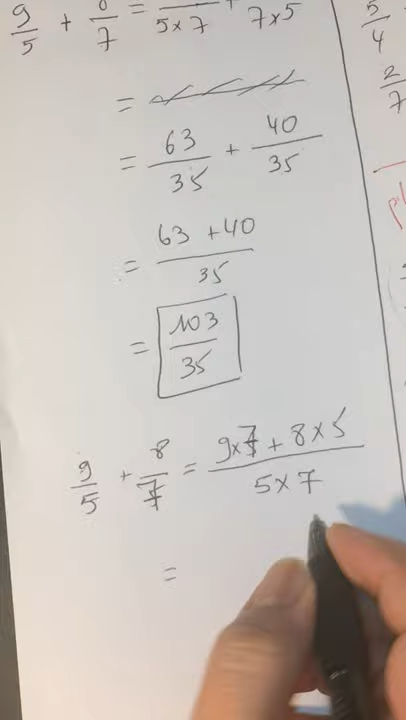 9/5 + 8/7 = /5×7 + /7×5
=
= 63/35 + 40/35
= (63 + 40)/35
= 103/35
9/5 + 8/7 = (9×7 + 8×5)/(5×7)
=
5/4
2/7